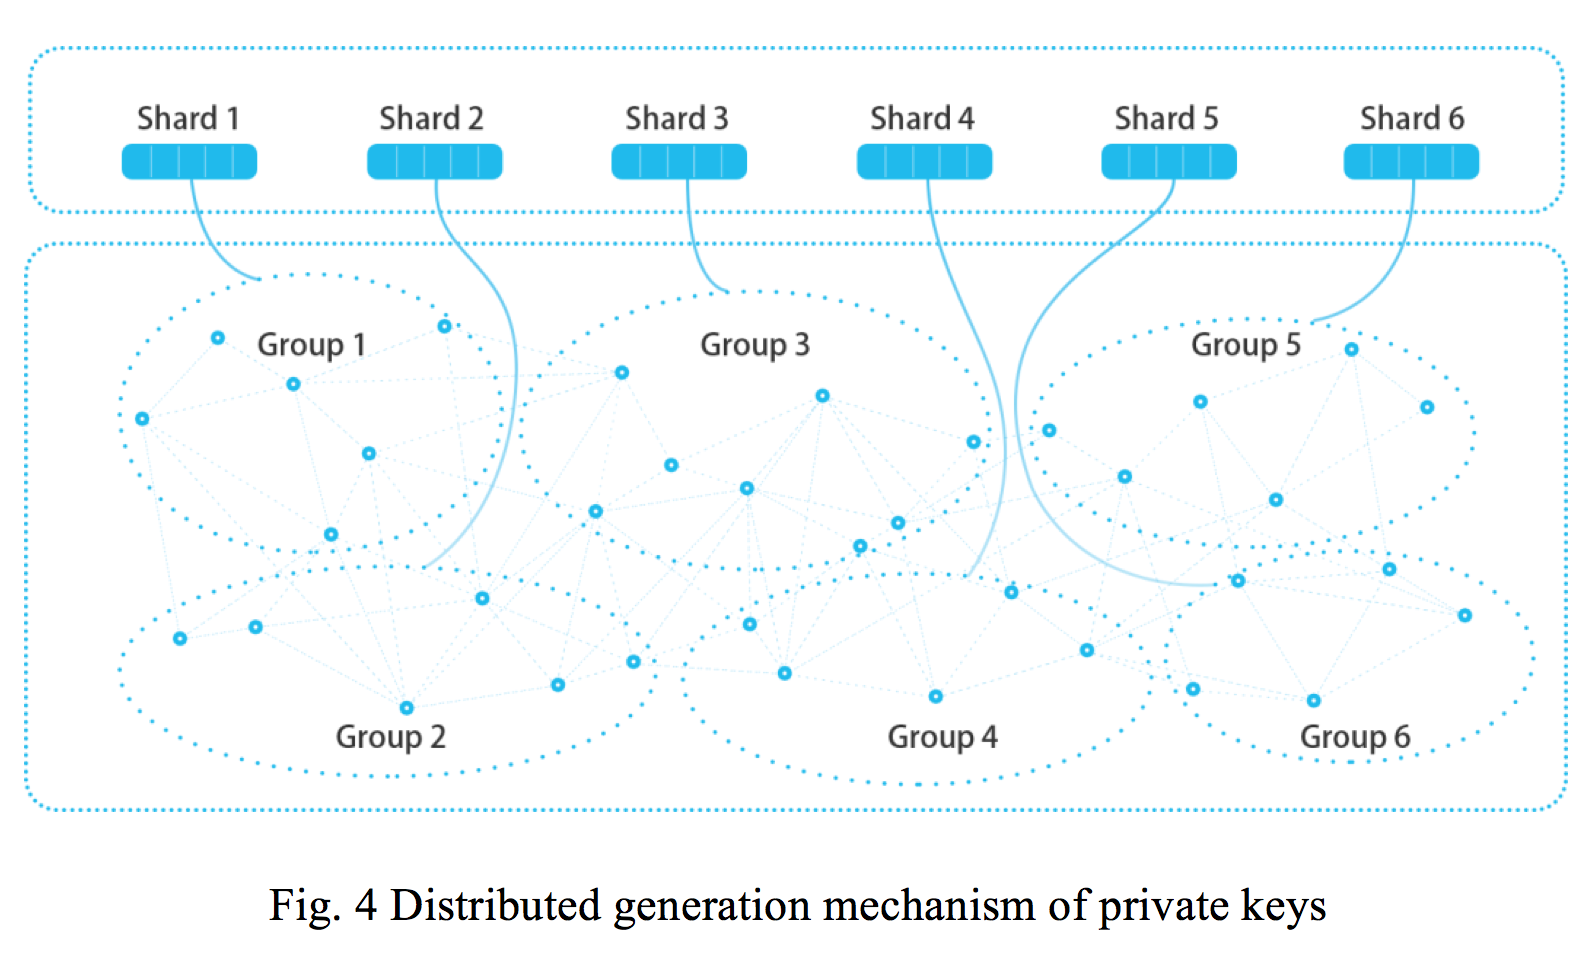 Shard 1 Shard 2 Shard 3 Shard 4 Shard 5 Shard 6
Group 1 Group 3 Group 5
Group 2 Group 4 Group 6
Fig. 4 Distributed generation mechanism of private keys